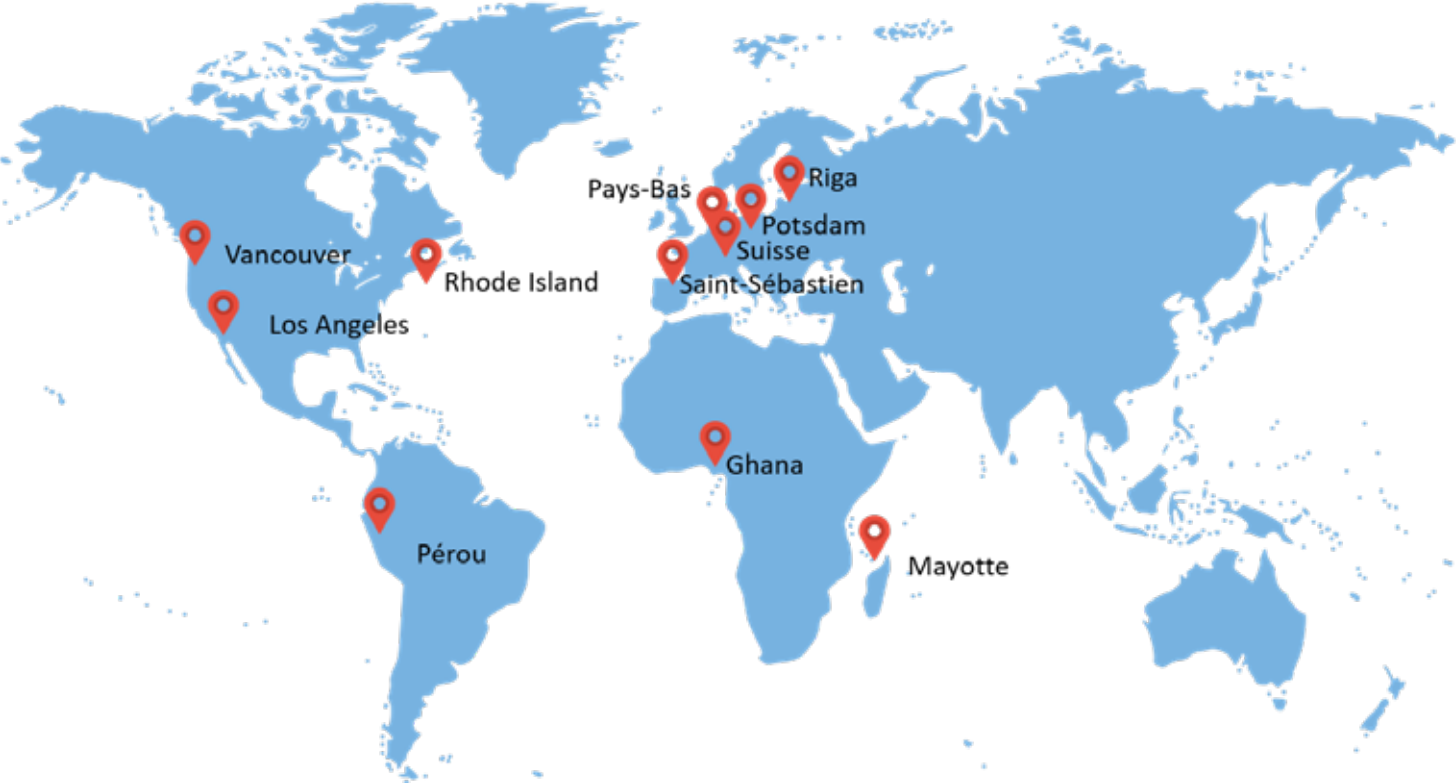 Riga
Pays-Bas
Potsdam
Suisse
Vancouver
Rhode Island
Saint-Sébastien
Los Angeles
Ghana
Pérou
Mayotte